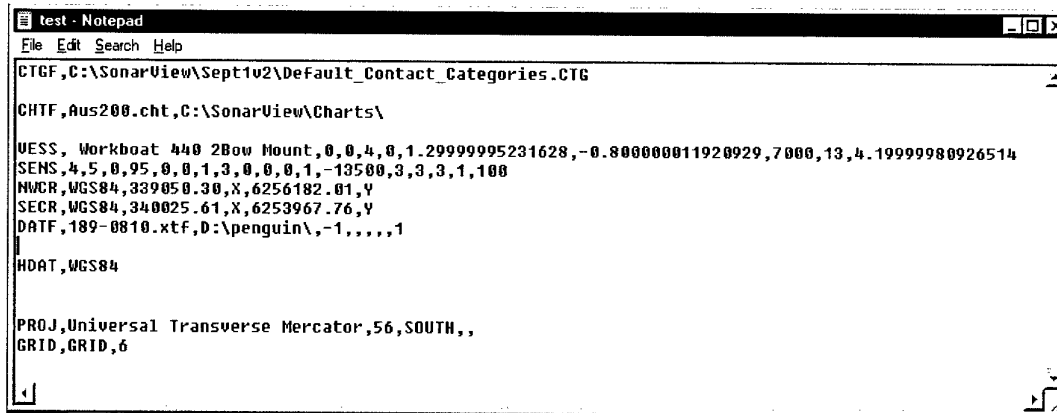 test - Notepad
File Edit Search Help
CTGF,C:\SonarView\Sept1v2\Default_Contact_Categories.CTG
CHTF,Aus200.cht,C:\SonarView\Charts\
VESS, Workboat 440 2Bow Mount,0,0,4,0,1.29999995231628,-0.800000011920929,7000,13,4.19999980926514
SENS,4,5,0,95,0,0,1,3,0,0,0,1,-13500,3,3,3,1,100
NWCR,WGS84,339050.30,X,6256182.01,Y
SECR,WGS84,340025.61,X,6253967.76,Y
DATF,189-0810.xtf,D:\penguin\,-1,,,,,1
HDAT,WGS84
PROJ,Universal Transverse Mercator,56,SOUTH,,
GRID,GRID,6